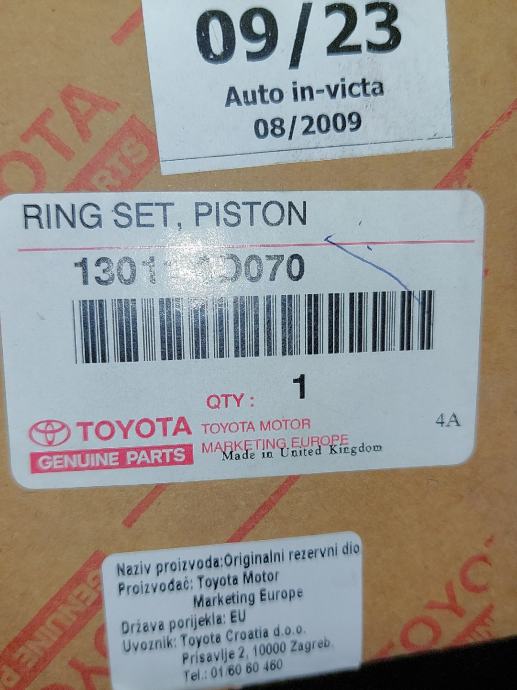 09/23
Auto in-victa
08/2009
TOYOTA
PARTS
RING SET, PISTON
QTY : 1
TOYOTA
GENUINE PARTS
TOYOTA MOTOR
MARKETING EUROPE
Made in United Kingdom
4A
Naziv proizvoda:Originalni rezervni dio
Proizvođač: Toyota Motor
Marketing Europe
Država porijekla: EU
Uvoznik: Toyota Croatia d.o.o.
Prisavlje 2, 10000 Zagreb
Tel.: 01 60 60 460